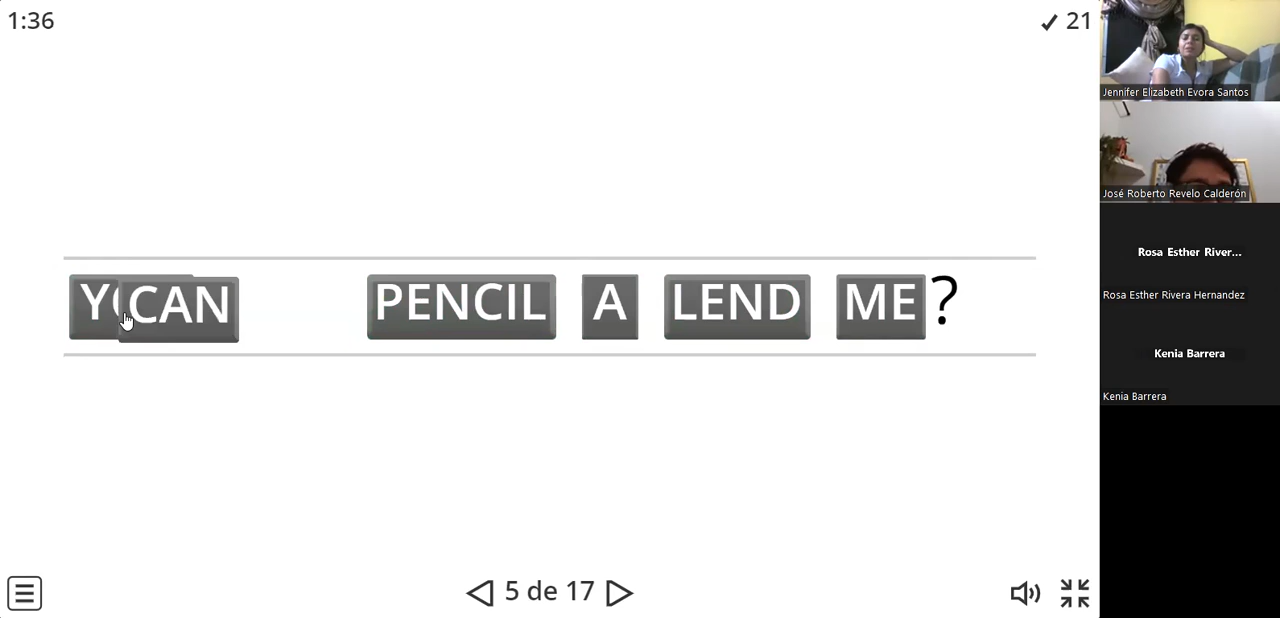 1:36
21
CAN PENCIL A LEND ME ?
5 de 17
Jennifer Elizabeth Evora Santos
José Roberto Revelo Calderón
Rosa Esther River...
Rosa Esther Rivera Hernandez
Kenia Barrera
Kenia Barrera